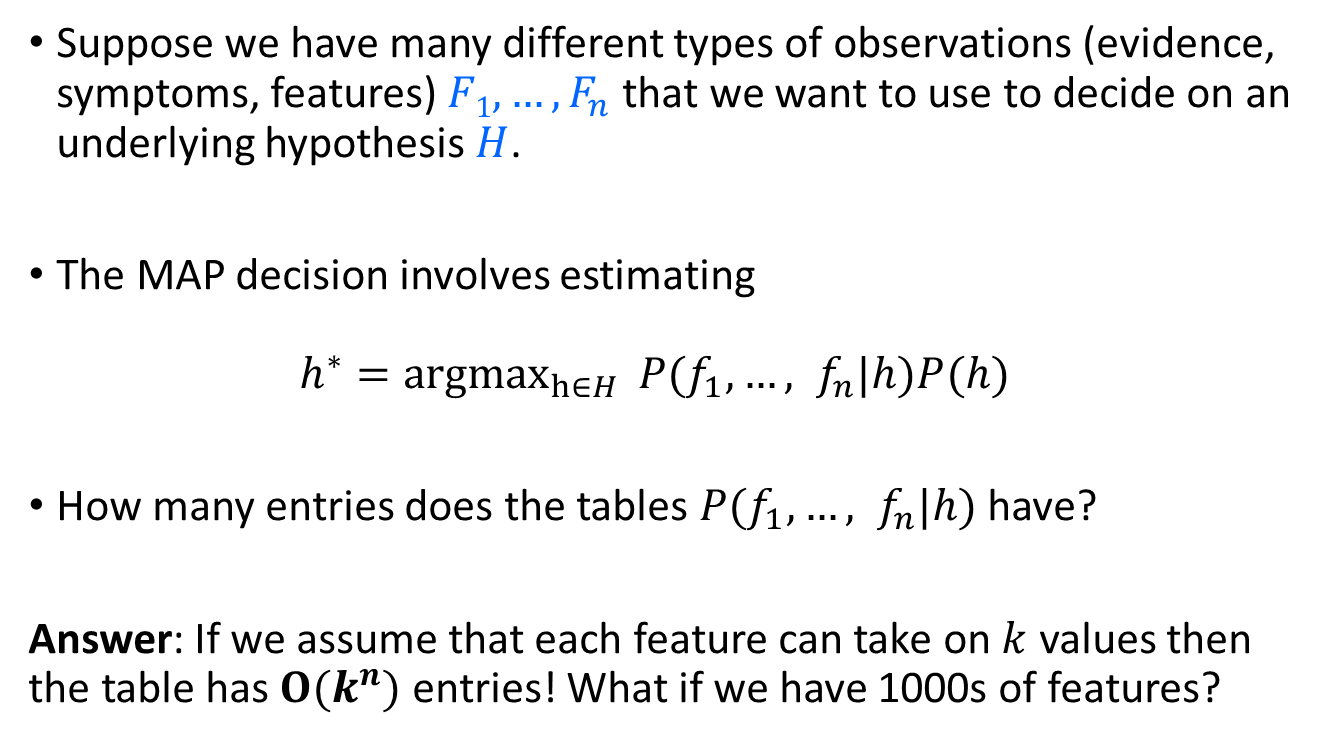 • Suppose we have many different types of observations (evidence,
symptoms, features) F₁, … , Fₙ that we want to use to decide on an
underlying hypothesis H.
• The MAP decision involves estimating
h* = argmax_{h∈H} P(f₁, … , fₙ|h)P(h)
• How many entries does the tables P(f₁, … , fₙ|h) have?
Answer: If we assume that each feature can take on k values then
the table has O(kⁿ) entries! What if we have 1000s of features?